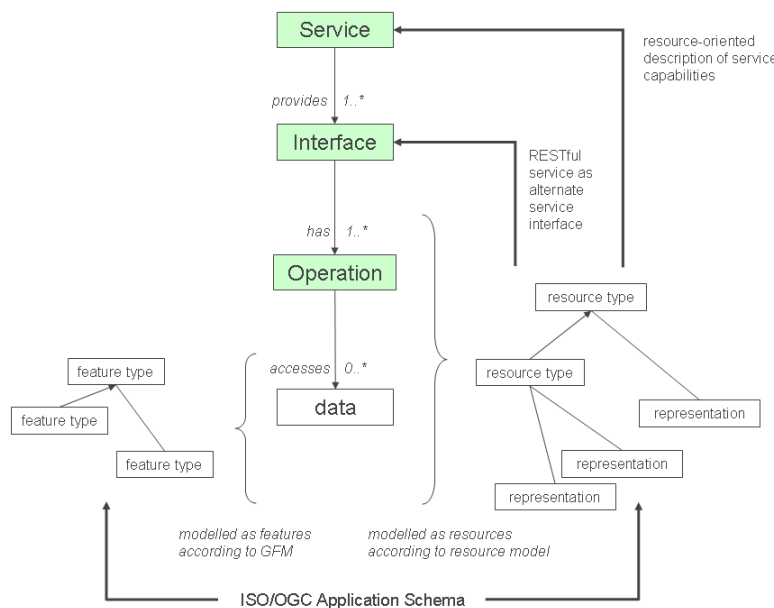 Service
resource-oriented
description of service
capabilities
provides 1..*
Interface
RESTful
service as
alternate
service
interface
has 1..*
Operation
resource type
accesses 0..*
feature type
resource type
data
feature type
representation
feature type
representation
representation
modelled as features
according to GFM
modelled as resources
according to resource model
ISO/OGC Application Schema